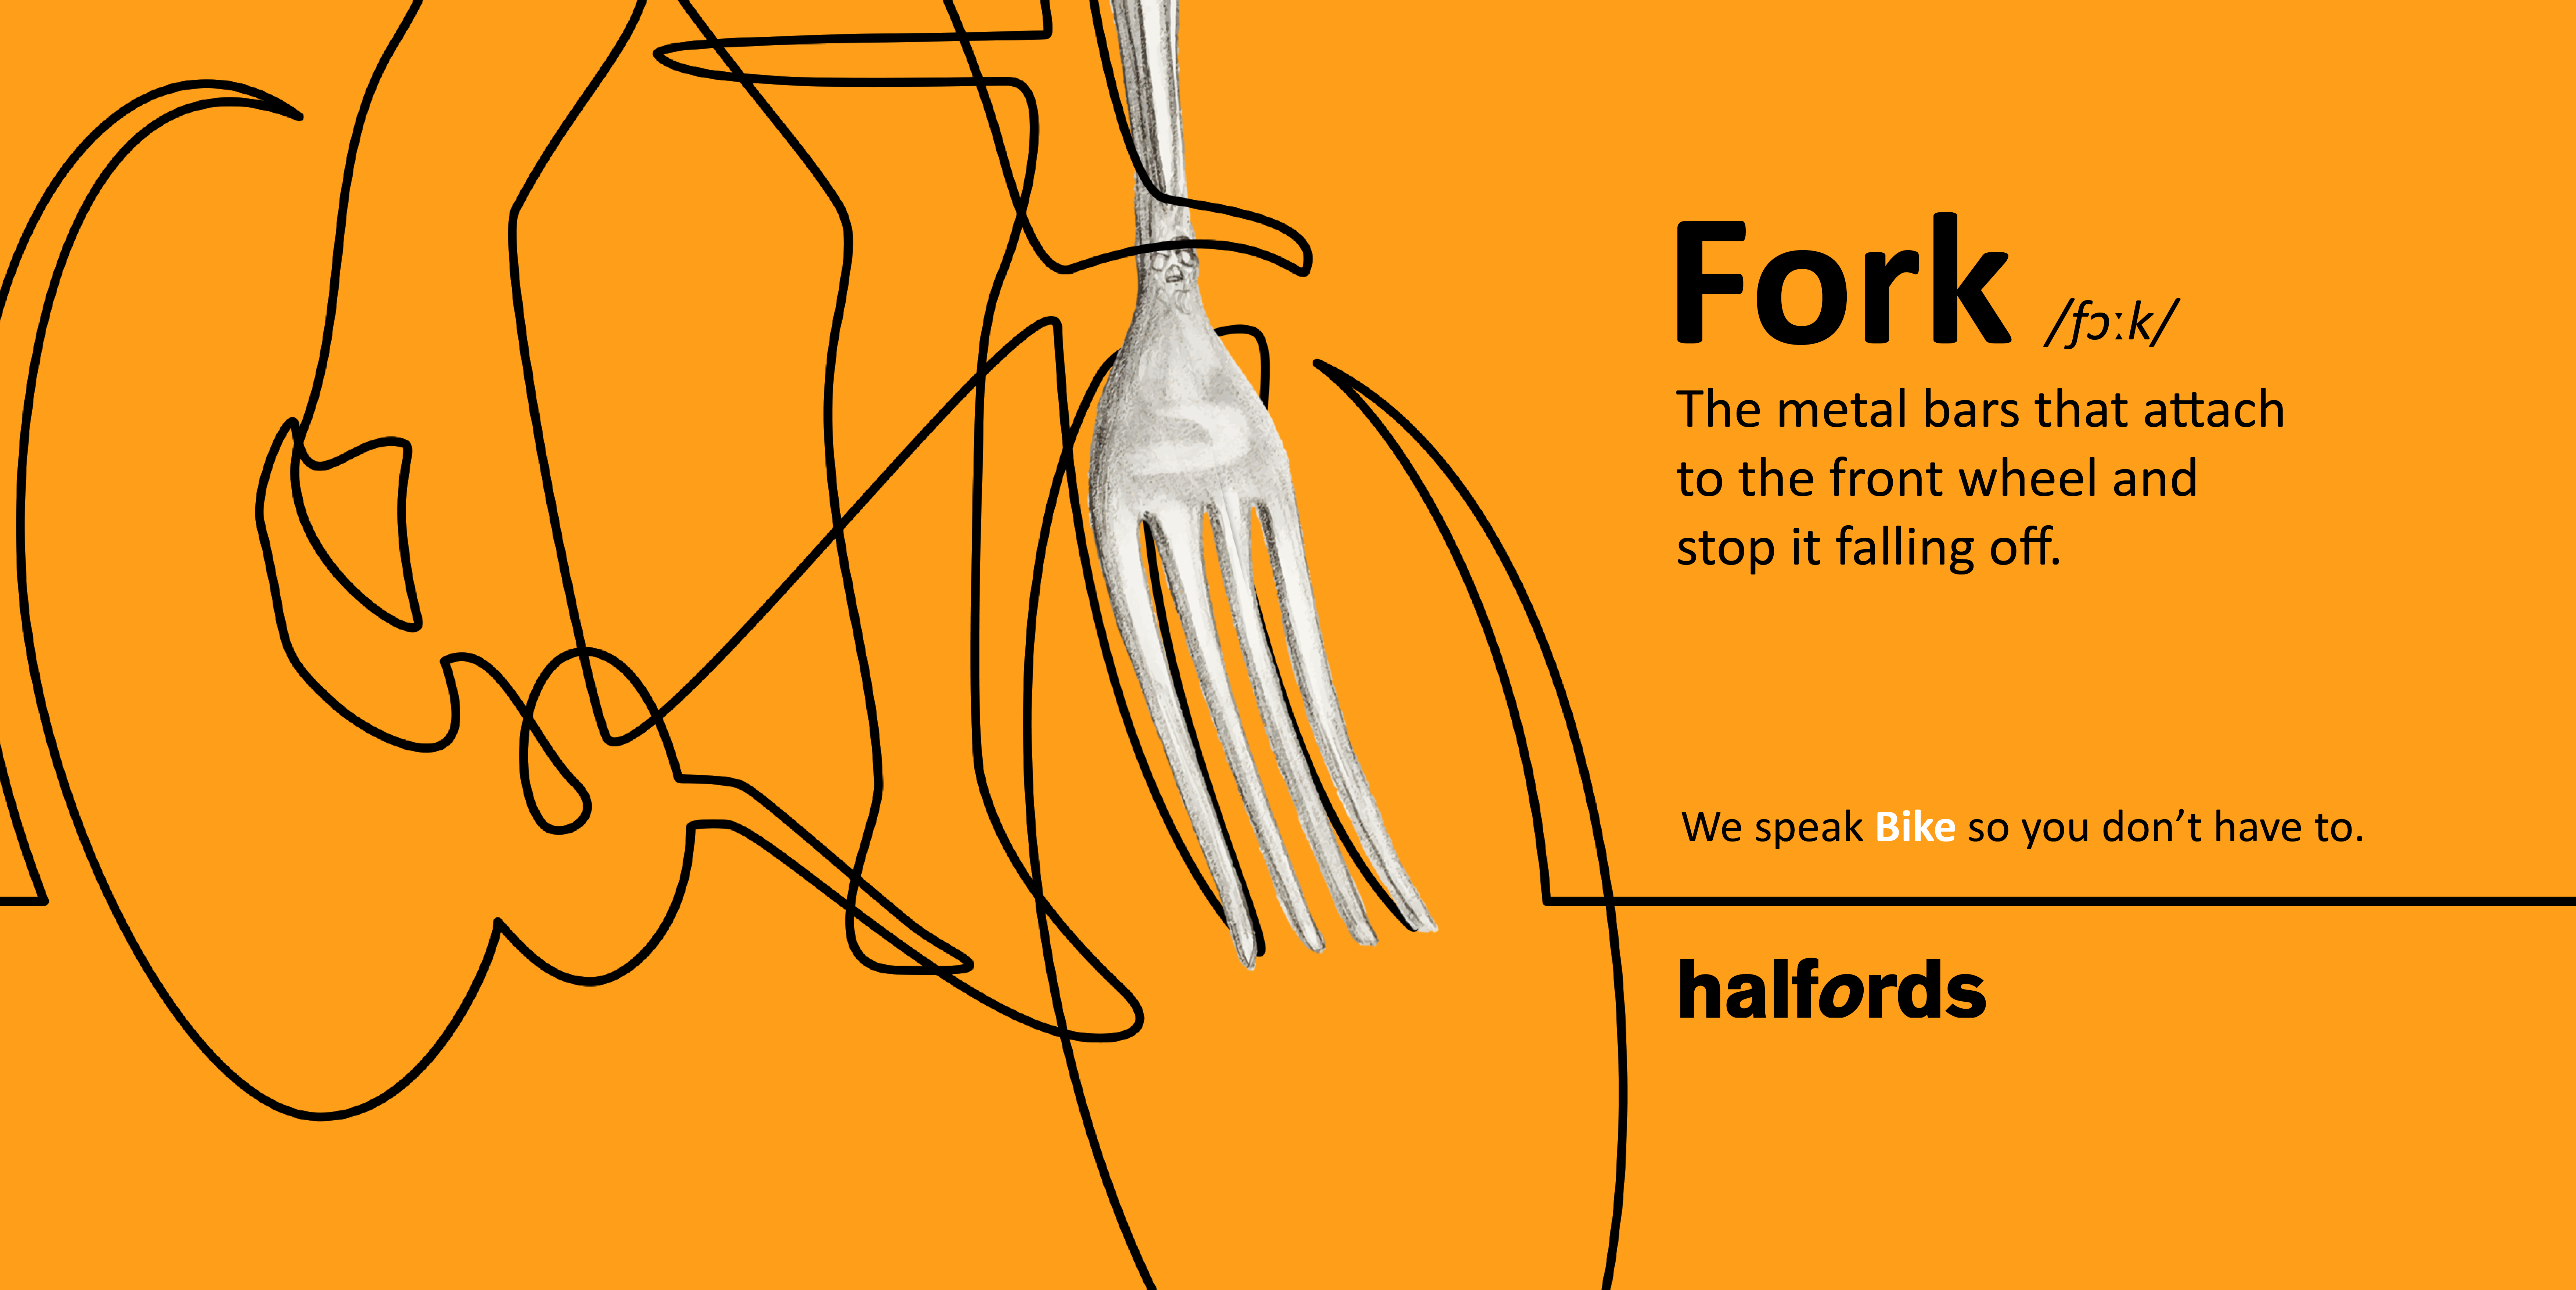 Fork /fɔːk/
The metal bars that attach
to the front wheel and
stop it falling off.
We speak Bike so you don’t have to.
halfords